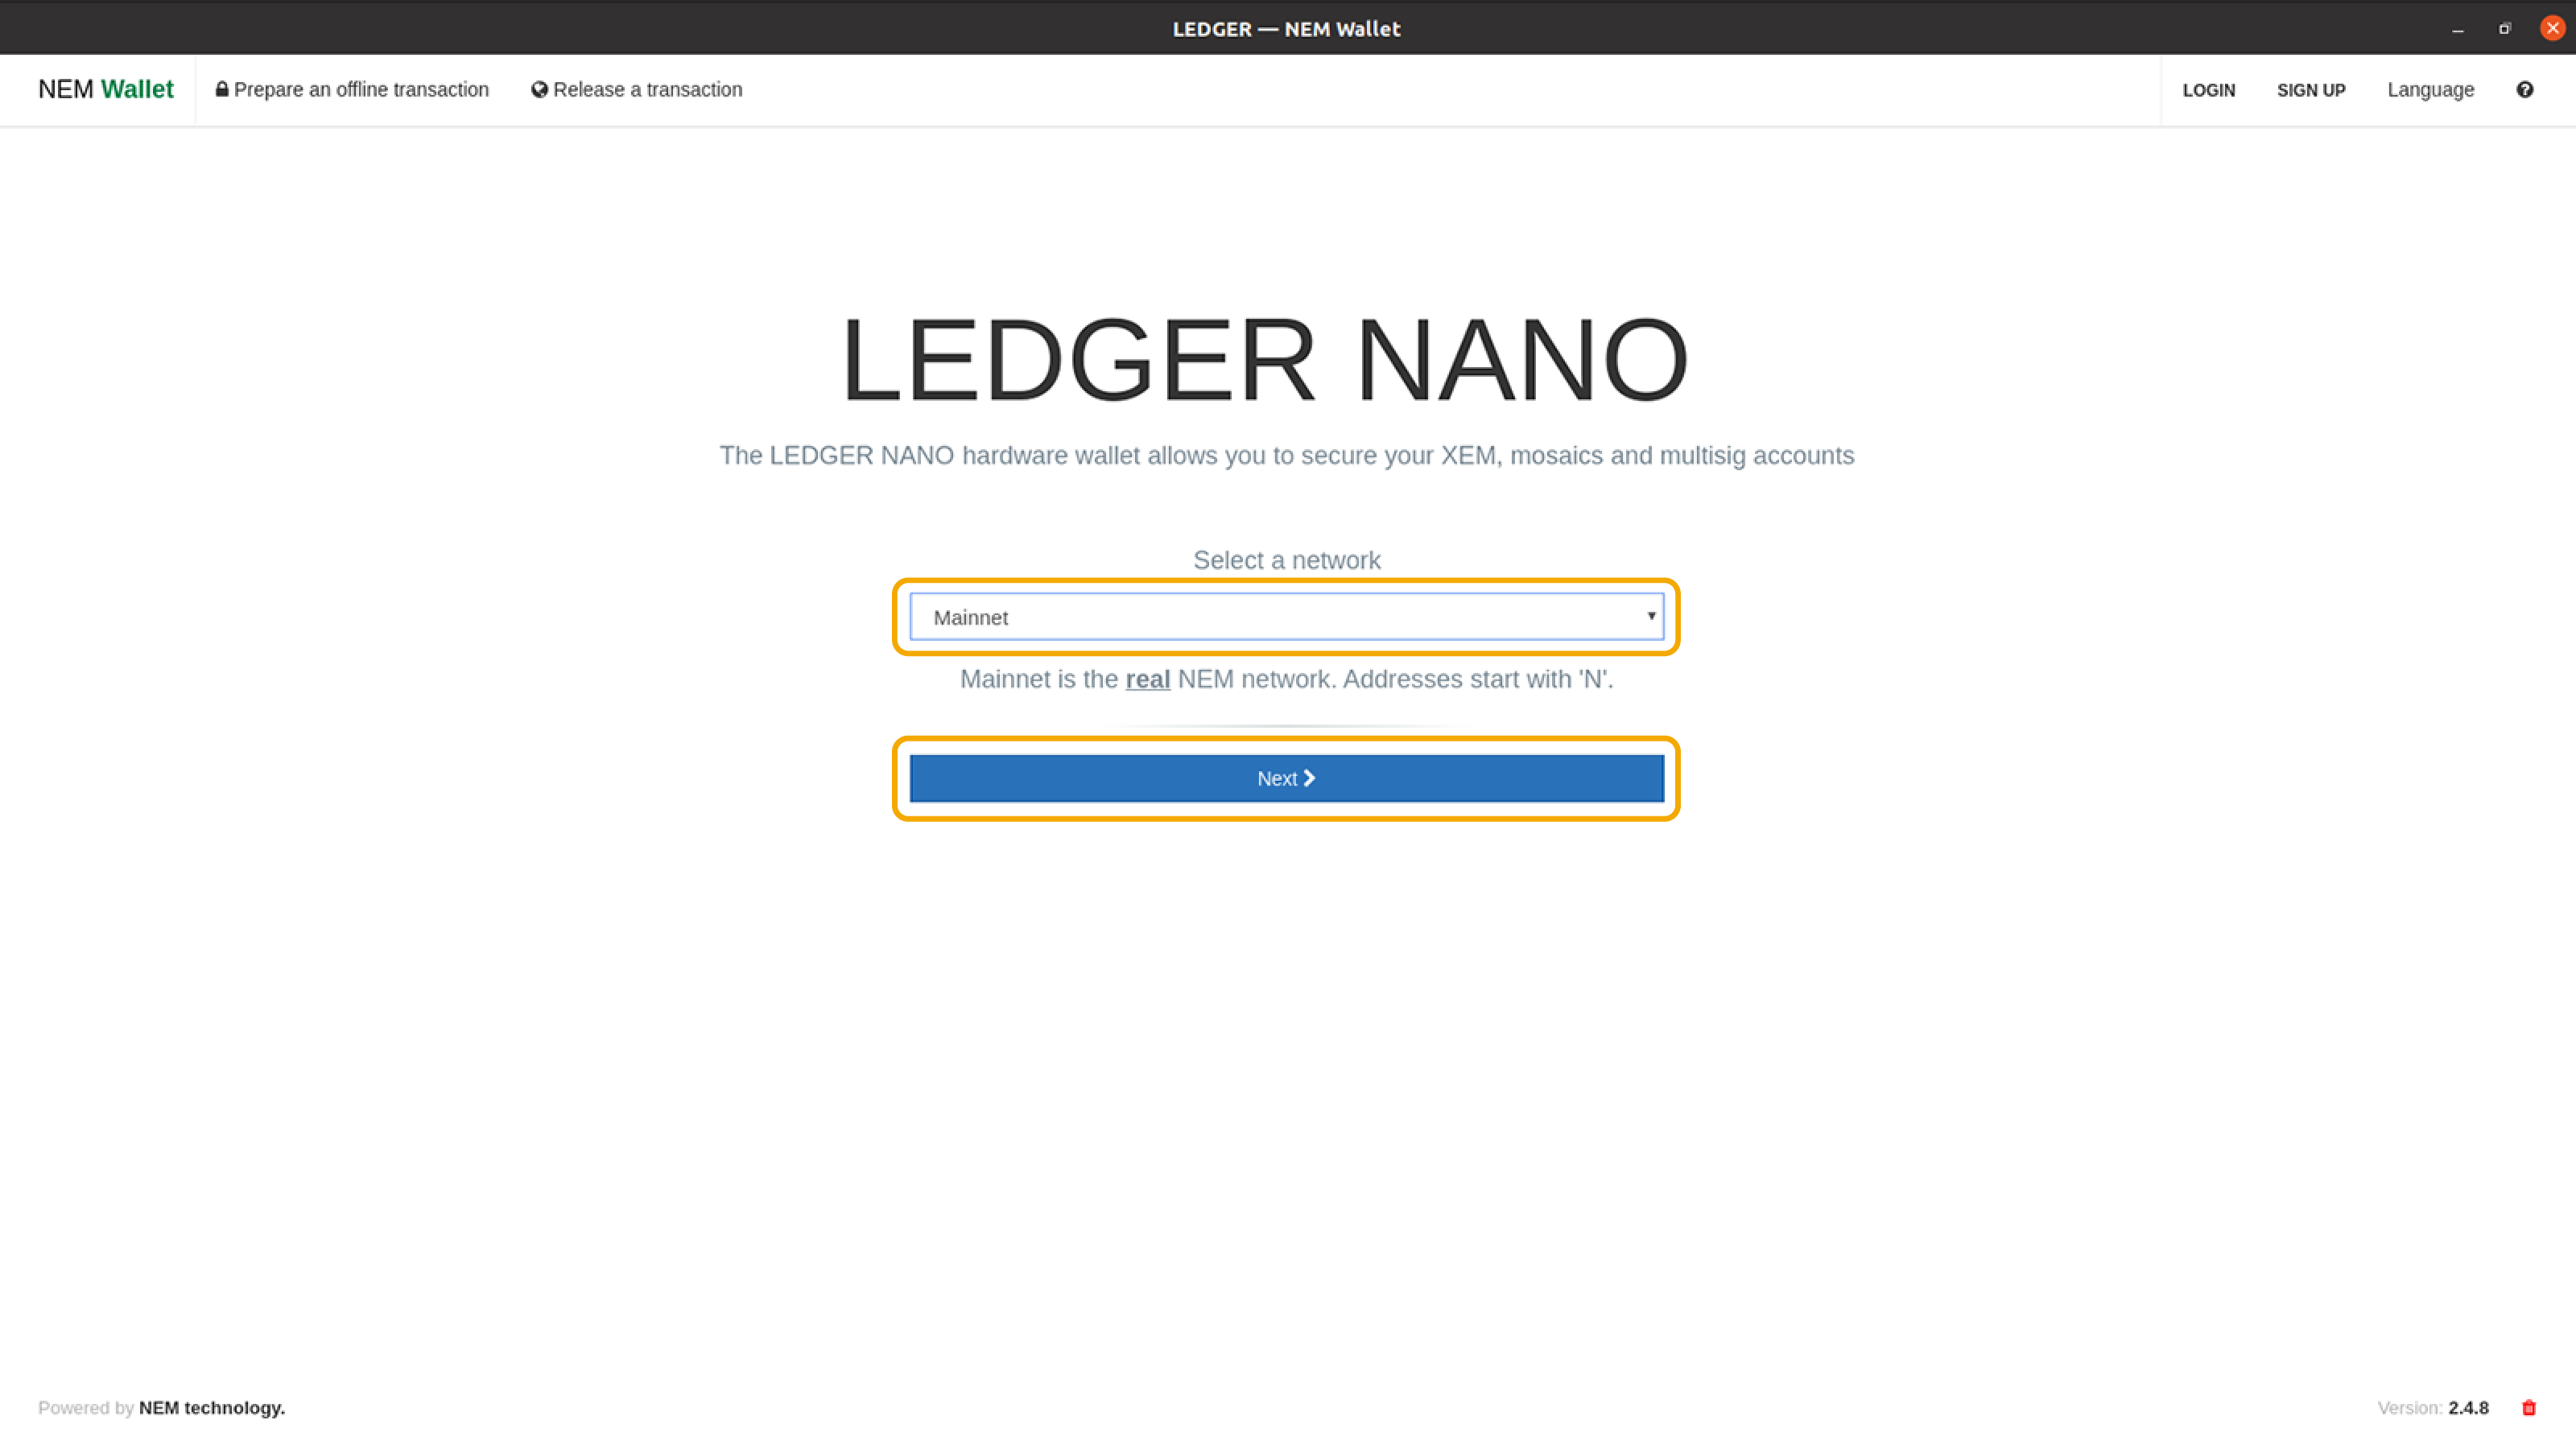 LEDGER — NEM Wallet
NEM Wallet
Prepare an offline transaction
Release a transaction
LOGIN
SIGN UP
Language
LEDGER NANO
The LEDGER NANO hardware wallet allows you to secure your XEM, mosaics and multisig accounts
Select a network
Mainnet
Mainnet is the real NEM network. Addresses start with 'N'.
Next
Powered by NEM technology.
Version: 2.4.8